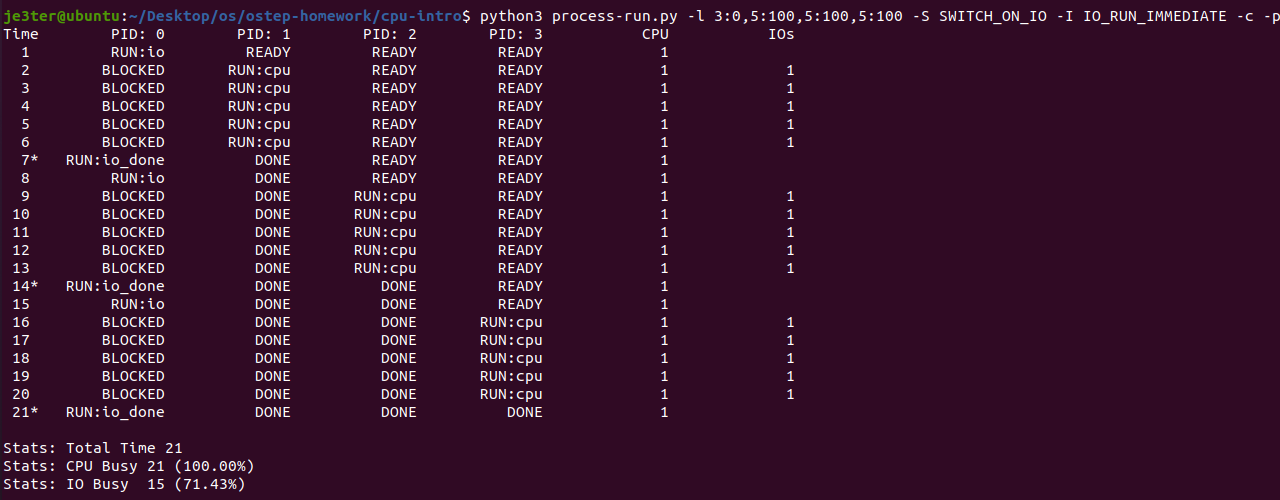 je3ter@ubuntu:~/Desktop/os/ostep-homework/cpu-intro$ python3 process-run.py -l 3:0,5:100,5:100,5:100 -S SWITCH_ON_IO -I IO_RUN_IMMEDIATE -c -p
Time        PID: 0        PID: 1        PID: 2        PID: 3           CPU           IOs
  1         RUN:io         READY         READY         READY             1
  2        BLOCKED       RUN:cpu         READY         READY             1             1
  3        BLOCKED       RUN:cpu         READY         READY             1             1
  4        BLOCKED       RUN:cpu         READY         READY             1             1
  5        BLOCKED       RUN:cpu         READY         READY             1             1
  6        BLOCKED       RUN:cpu         READY         READY             1             1
  7*   RUN:io_done          DONE         READY         READY             1
  8         RUN:io          DONE         READY         READY             1
  9        BLOCKED          DONE       RUN:cpu         READY             1             1
 10        BLOCKED          DONE       RUN:cpu         READY             1             1
 11        BLOCKED          DONE       RUN:cpu         READY             1             1
 12        BLOCKED          DONE       RUN:cpu         READY             1             1
 13        BLOCKED          DONE       RUN:cpu         READY             1             1
 14*   RUN:io_done          DONE          DONE         READY             1
 15         RUN:io          DONE          DONE         READY             1
 16        BLOCKED          DONE          DONE       RUN:cpu             1             1
 17        BLOCKED          DONE          DONE       RUN:cpu             1             1
 18        BLOCKED          DONE          DONE       RUN:cpu             1             1
 19        BLOCKED          DONE          DONE       RUN:cpu             1             1
 20        BLOCKED          DONE          DONE       RUN:cpu             1             1
 21*   RUN:io_done          DONE          DONE          DONE             1

Stats: Total Time 21
Stats: CPU Busy 21 (100.00%)
Stats: IO Busy  15 (71.43%)